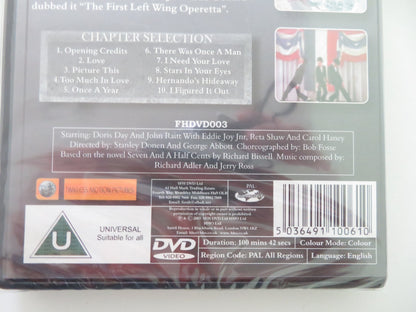 dubbed it "The First Left Wing Operetta".
CHAPTER SELECTION
1. Opening Credits
2. Love
3. Picture This
4. Too Much In Love
5. Once A Year
6. There Was Once A Man
7. I Need Your Love
8. Stars In Your Eyes
9. Hernando's Hideaway
10. I Figured It Out
FHDVD003
Starring: Doris Day And John Raitt With Eddie Foy Jnr, Reta Shaw And Carol Haney
Directed by: Stanley Donen And George Abbott. Choreographed by: Bob Fosse
Based on the novel Seven And A Half Cents by Richard Bissell. Music composed by:
Richard Adler and Jerry Ross
PAL
U
UNIVERSAL
Suitable for all
DVD
VIDEO
Duration: 100 mins 42 secs
Colour Mode: Colour
Region Code: PAL All Regions
Language: English
5 036491 100610